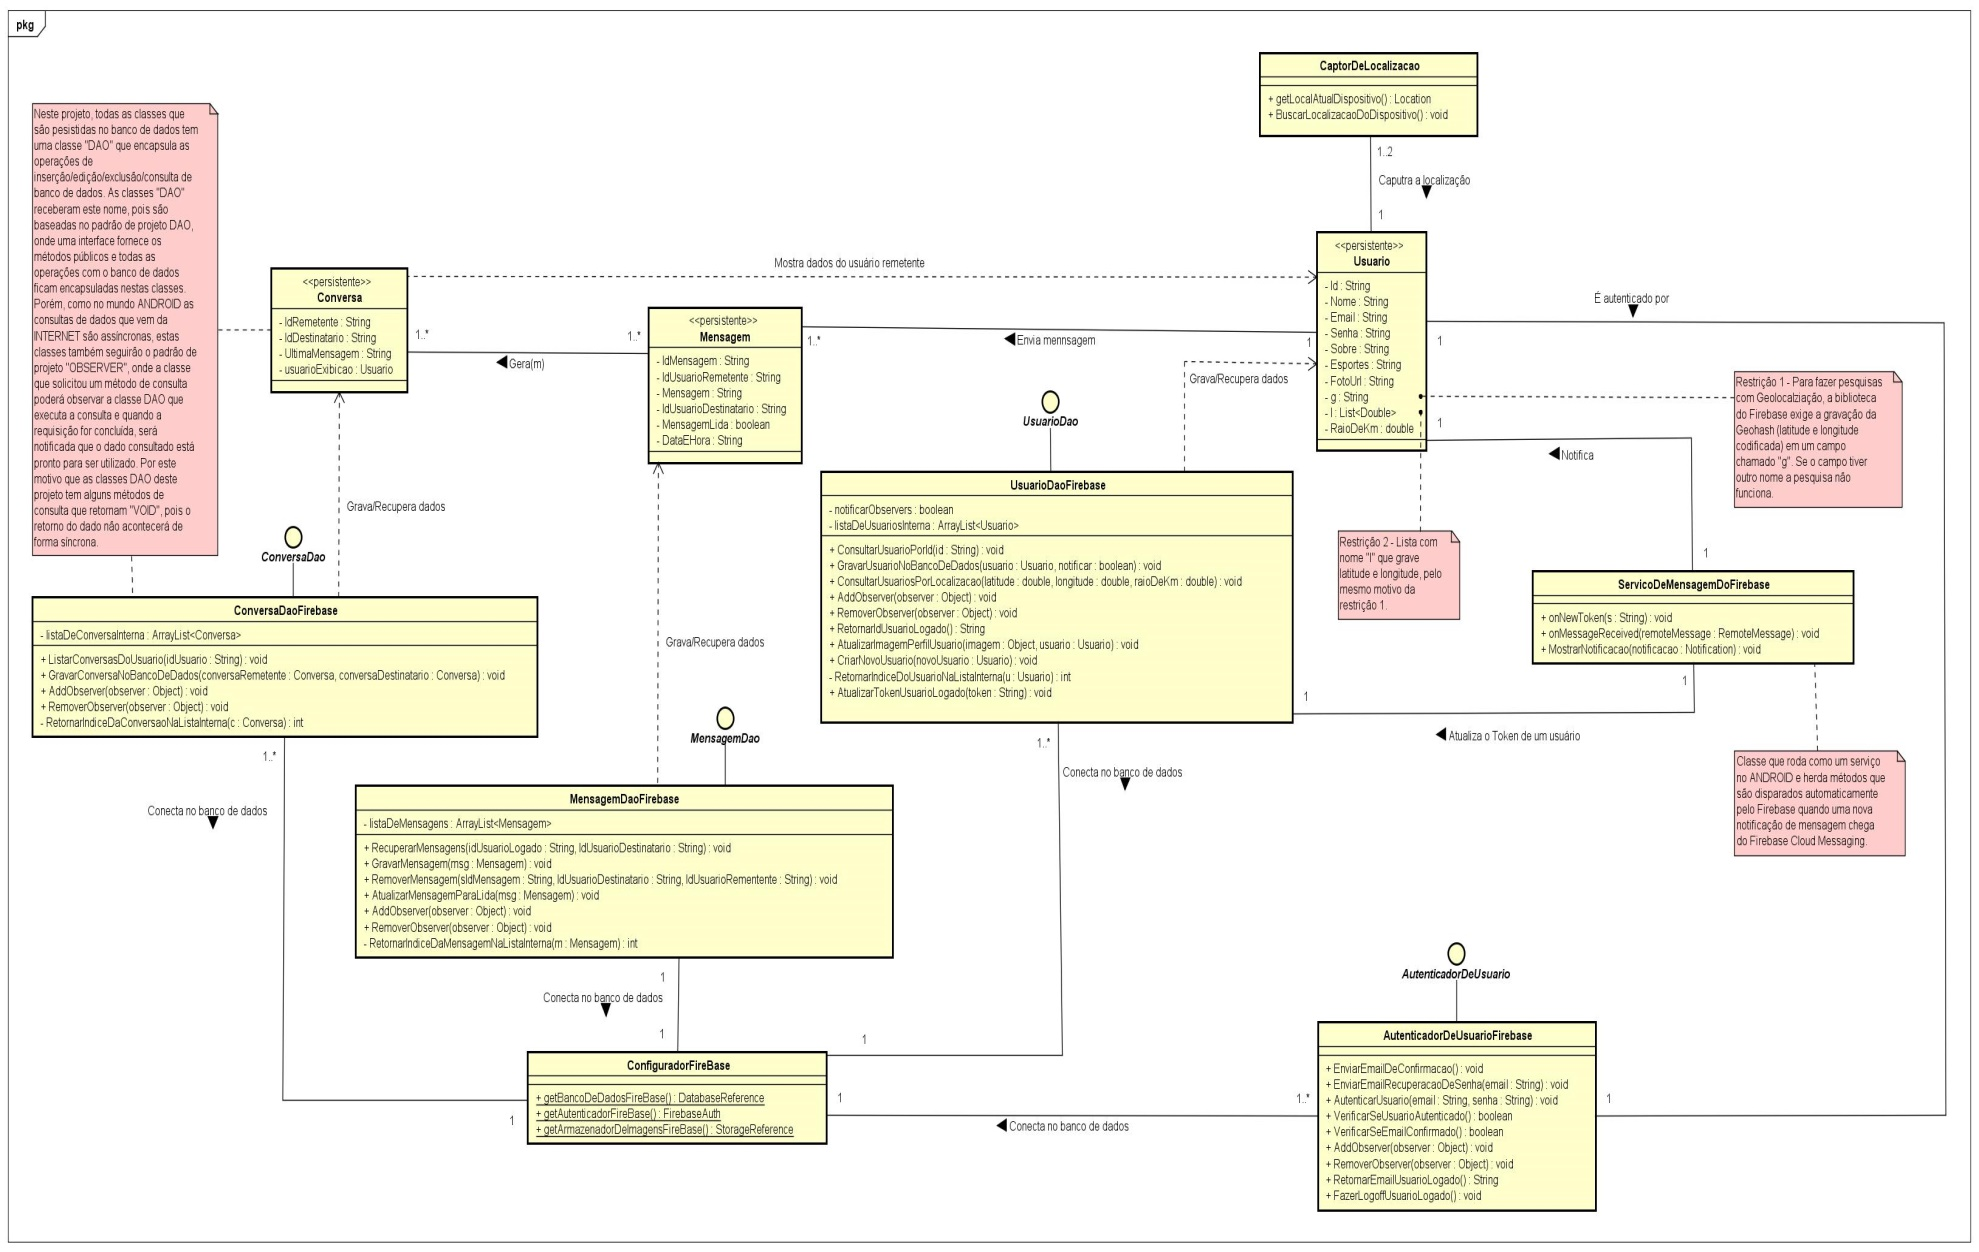 pkg
CaptorDeLocalizacao
+ getLocalAtualDispositivo() : Location
+ BuscarLocalizacaoDoDispositivo() : void
1..2
Caputra a localização
1
Neste projeto, todas as classes que
são pesistidas no banco de dados tem
uma classe "DAO" que encapsula as
operações de
inserção/edição/exclusão/consulta de
banco de dados. As classes "DAO"
receberam este nome, pois são
baseadas no padrão de projeto DAO,
onde uma interface fornece os
métodos públicos e todas as
operações com o banco de dados
ficam encapsuladas nestas classes.
Porém, como no mundo ANDROID as
consultas de dados que vem da
INTERNET são assíncronas, estas
classes também seguirão o padrão de
projeto "OBSERVER", onde a classe
que solicitou um método de consulta
poderá observar a classe DAO que
executa a consulta e quando a
requisição for concluída, será
notificada que o dado consultado está
pronto para ser utilizado. Por este
motivo que as classes DAO deste
projeto tem alguns métodos de
consulta que retornam "VOID", pois o
retorno do dado não acontecerá de
forma síncrona.
<<persistente>>
Conversa
- IdRemetente : String
- IdDestinatario : String
- UltimaMensagem : String
- usuarioExibicao : Usuario
Mostra dados do usuário remetente
1..*
1..*
Gera(m)
<<persistente>>
Mensagem
- IdMensagem : String
- IdUsuarioRemetente : String
- Mensagem : String
- IdUsuarioDestinatario : String
- MensagemLida : boolean
- DataEHora : String
1..*
Envia mennsagem
1
<<persistente>>
Usuario
- Id : String
- Nome : String
- Email : String
- Senha : String
- Sobre : String
- Esportes : String
- FotoUrl : String
- g : String
- l : List<Double>
- RaioDeKm : double
É autenticado por
1
1
Notifica
Restrição 1 - Para fazer pesquisas
com Geolocalziação, a biblioteca
do Firebase exige a gravação da
Geohash (latitude e longitude
codificada) em um campo
chamado "g". Se o campo tiver
outro nome a pesquisa não
funciona.
Restrição 2 - Lista com
nome "l" que grave
latitude e longitude, pelo
mesmo motivo da
restrição 1.
Grava/Recupera dados
UsuarioDao
UsuarioDaoFirebase
- notificarObservers : boolean
- listaDeUsuariosInterna : ArrayList<Usuario>
+ ConsultarUsuarioPorId(id : String) : void
+ GravarUsuarioNoBancoDeDados(usuario : Usuario, notificar : boolean) : void
+ ConsultarUsuariosPorLocalizacao(latitude : double, longitude : double, raioDeKm : double) : void
+ AddObserver(observer : Object) : void
+ RemoverObserver(observer : Object) : void
+ RetornarIdUsuarioLogado() : String
+ AtualizarImagemPerfilUsuario(imagem : Object, usuario : Usuario) : void
+ CriarNovoUsuario(novoUsuario : Usuario) : void
- RetornarIndiceDoUsuarioNaListaInterna(u : Usuario) : int
+ AtualizarTokenUsuarioLogado(token : String) : void
1
ServicoDeMensagemDoFirebase
+ onNewToken(s : String) : void
+ onMessageReceived(remoteMessage : RemoteMessage) : void
+ MostrarNotificacao(notificacao : Notification) : void
1
1
Atualiza o Token de um usuário
Classe que roda como um serviço
no ANDROID e herda métodos que
são disparados automaticamente
pelo Firebase quando uma nova
notificação de mensagem chega
do Firebase Cloud Messaging.
Grava/Recupera dados
ConversaDao
ConversaDaoFirebase
- listaDeConversaInterna : ArrayList<Conversa>
+ ListarConversasDoUsuario(idUsuario : String) : void
+ GravarConversaNoBancoDeDados(conversaRemetente : Conversa, conversaDestinatario : Conversa) : void
+ AddObserver(observer : Object) : void
+ RemoverObserver(observer : Object) : void
- RetornarIndiceDaConversaoNaListaInterna(c : Conversa) : int
1..*
Conecta no banco de dados
Grava/Recupera dados
MensagemDao
MensagemDaoFirebase
- listaDeMensagens : ArrayList<Mensagem>
+ RecuperarMensagens(idUsuarioLogado : String, IdUsuarioDestinatario : String) : void
+ GravarMensagem(msg : Mensagem) : void
+ RemoverMensagem(sIdMensagem : String, IdUsuarioDestinatario : String, IdUsuarioRementente : String) : void
+ AtualizarMensagemParaLida(msg : Mensagem) : void
+ AddObserver(observer : Object) : void
+ RemoverObserver(observer : Object) : void
- RetornarIndiceDaMensagemNaListaInterna(m : Mensagem) : int
1
Conecta no banco de dados
1
1..*
Conecta no banco de dados
1
ConfiguradorFireBase
+ getBancoDeDadosFireBase() : DatabaseReference
+ getAutenticadorFireBase() : FirebaseAuth
+ getArmazenadorDeImagensFireBase() : StorageReference
1
1
Conecta no banco de dados
1..*
AutenticadorDeUsuario
AutenticadorDeUsuarioFirebase
+ EnviarEmailDeConfirmacao() : void
+ EnviarEmailRecuperacaoDeSenha(email : String) : void
+ AutenticarUsuario(email : String, senha : String) : void
+ VerificarSeUsuarioAutenticado() : boolean
+ VerificarSeEmailConfirmado() : boolean
+ AddObserver(observer : Object) : void
+ RemoverObserver(observer : Object) : void
+ RetornarEmailUsuarioLogado() : String
+ FazerLogoffUsuarioLogado() : void
1